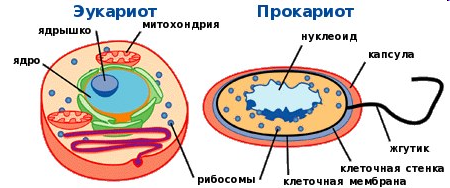 Эукариот
Прокариот
ядрышко
митохондрия
ядро
нуклеоид
капсула
жгутик
клеточная стенка
рибосомы
клеточная мембрана